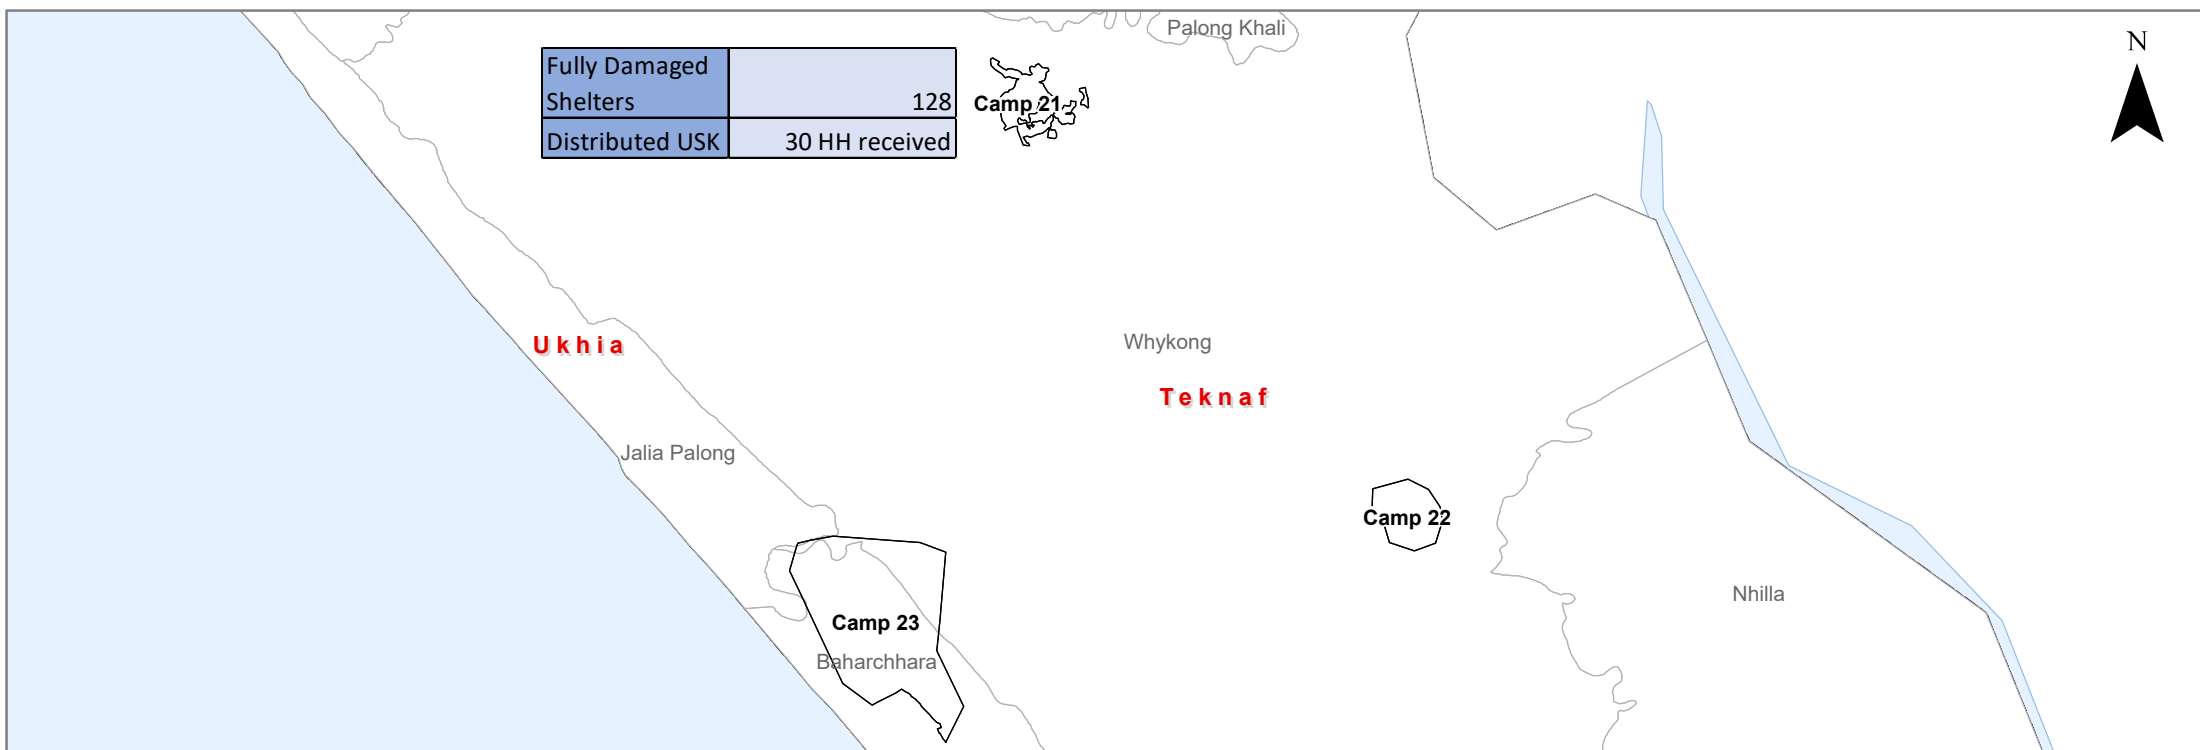 Palong Khali
N
Fully Damaged
Shelters 128
Distributed USK 30 HH received
Camp 21
Ukhia
Whykong
Teknaf
Jalia Palong
Camp 22
Nhilla
Camp 23
Baharchhara